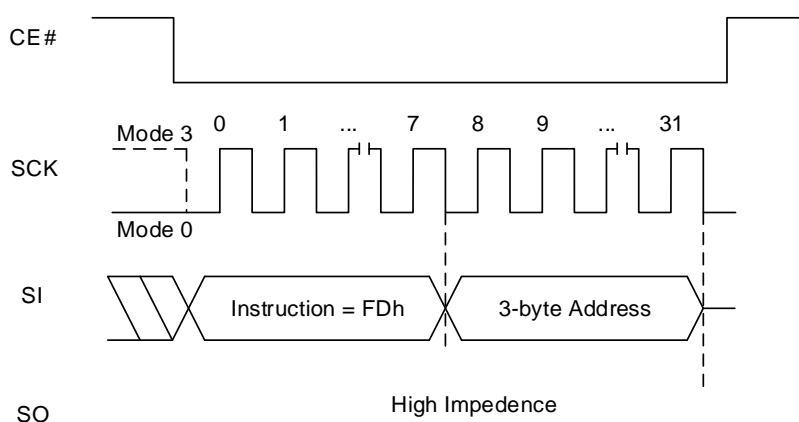 CE#
0 1 ... 7 8 9 ... 31
Mode 3
SCK
Mode 0
SI
Instruction = FDh
3-byte Address
High Impedence
SO